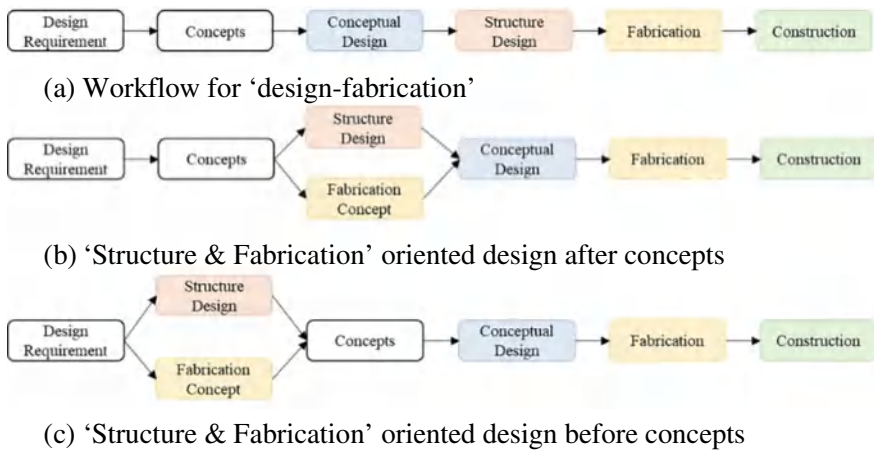 Design Requirement
Concepts
Conceptual Design
Structure Design
Fabrication
Construction
(a) Workflow for ‘design-fabrication’
Design Requirement
Concepts
Structure Design
Fabrication Concept
Conceptual Design
Fabrication
Construction
(b) ‘Structure & Fabrication’ oriented design after concepts
Design Requirement
Structure Design
Fabrication Concept
Concepts
Conceptual Design
Fabrication
Construction
(c) ‘Structure & Fabrication’ oriented design before concepts